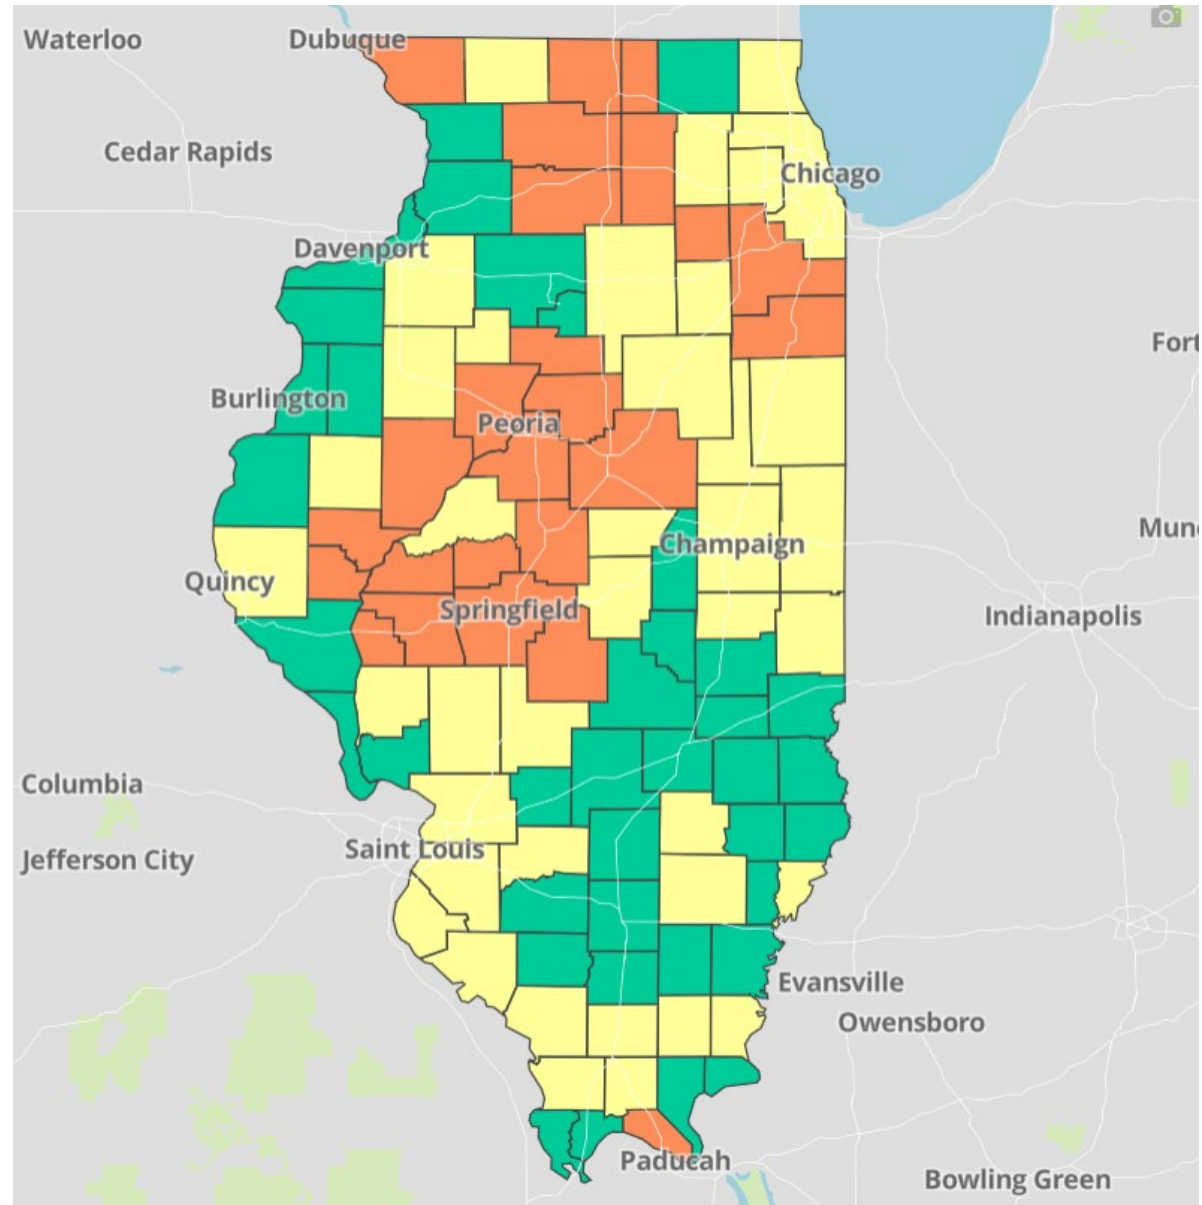 Waterloo
Dubuque
Cedar Rapids
Chicago
Davenport
Fort
Burlington
Peoria
Mun
Champaign
Quincy
Springfield
Indianapolis
Columbia
Saint Louis
Jefferson City
Evansville
Owensboro
Paducah
Bowling Green